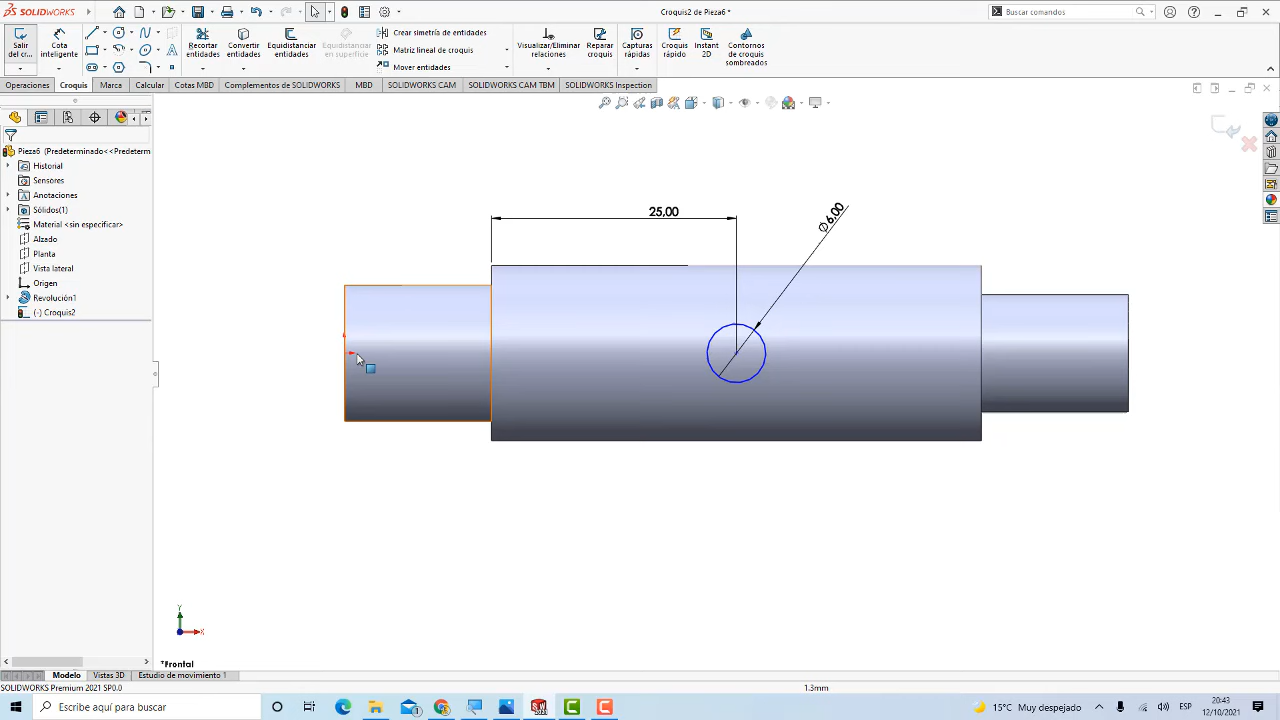 SOLIDWORKS
Croquis2 de Pieza6 *
Buscar comandos
Salir del cr...
Cota inteligente
Recortar entidades
Convertir entidades
Equidistanciar entidades
Equidistanciar en superficie
Crear simetría de entidades
Matriz lineal de croquis
Mover entidades
Visualizar/Eliminar relaciones
Reparar croquis
Capturas rápidas
Croquis rápido
Instant 2D
Contornos de croquis sombreados
Operaciones
Croquis
Marca
Calcular
Cotas MBD
Complementos de SOLIDWORKS
MBD
SOLIDWORKS CAM
SOLIDWORKS CAM TBM
SOLIDWORKS Inspection
Pieza6 (Predeterminado<<Predeterm
Historial
Sensores
Anotaciones
Sólidos(1)
Material <sin especificar>
Alzado
Planta
Vista lateral
Origen
Revolución1
(-) Croquis2
25,00
∅6,00
Y
X
*Frontal
Modelo
Vistas 3D
Estudio de movimiento 1
SOLIDWORKS Premium 2021 SP0.0
1.3mm
Escribe aquí para buscar
15°C Muy despejado
ESP
20:43
12/10/2021